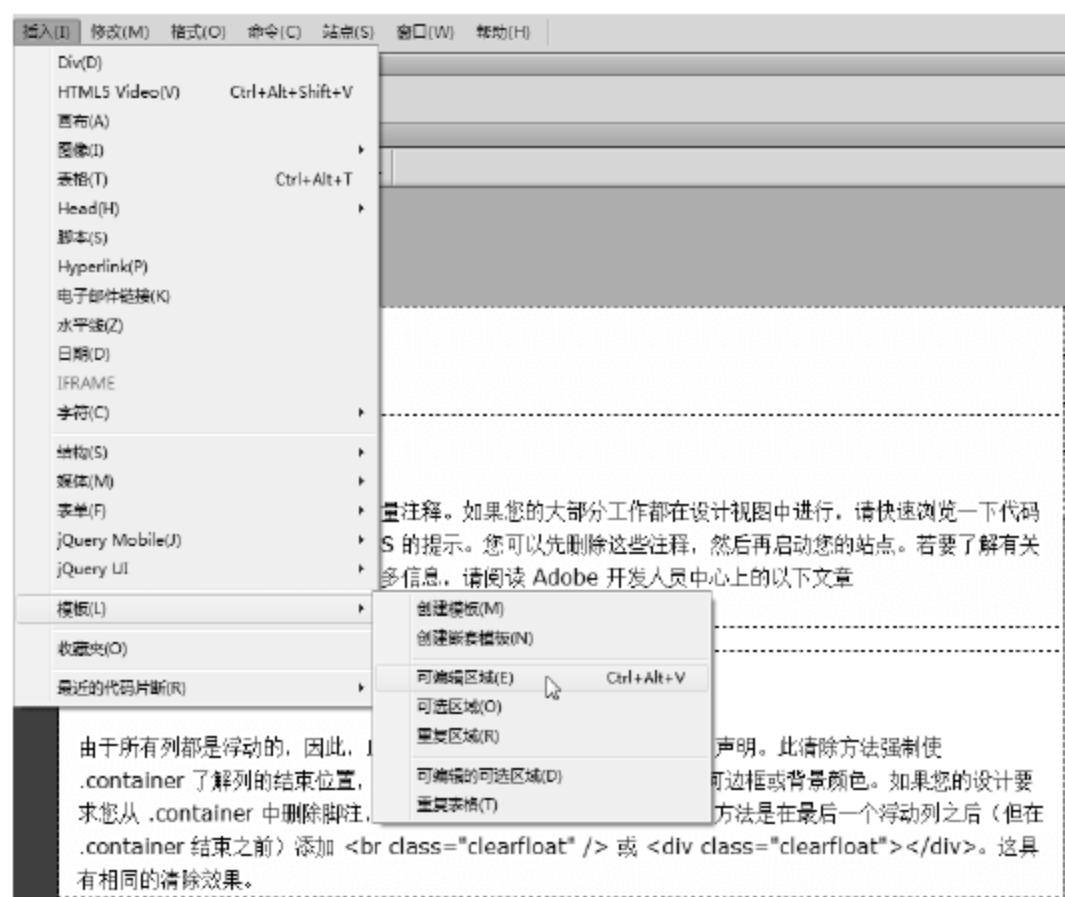 插入(I) 修改(M) 格式(O) 命令(C) 站点(S) 窗口(W) 帮助(H)
Div(D)
HTML5 Video(V) Ctrl+Alt+Shift+V
画布(A)
图像(I)
表格(T) Ctrl+Alt+T
Head(H)
脚本(S)
Hyperlink(P)
电子邮件链接(K)
水平线(Z)
日期(D)
IFRAME
字符(C)
结构(S)
媒体(M)
表单(F)
jQuery Mobile(J)
jQuery UI
模板(L)
收藏夹(O)
最近的代码片断(R)
创建模板(M)
创建嵌套模板(N)
可编辑区域(E) Ctrl+Alt+V
可选区域(O)
重复区域(R)
可编辑的可选区域(D)
重复表格(T)
量注释。如果您的大部分工作都在设计视图中进行，请快速浏览一下代码
S 的提示。您可以先删除这些注释，然后再启动您的站点。若要了解有关
多信息，请阅读 Adobe 开发人员中心上的以下文章
由于所有列都是浮动的，因此， 声明。此清除方法强制使
.container 了解列的结束位置， 可边框或背景颜色。如果您的设计要
求您从 .container 中删除脚注， 方法是在最后一个浮动列之后（但在
.container 结束之前）添加 <br class="clearfloat" /> 或 <div class="clearfloat"></div>。这具
有相同的清除效果。